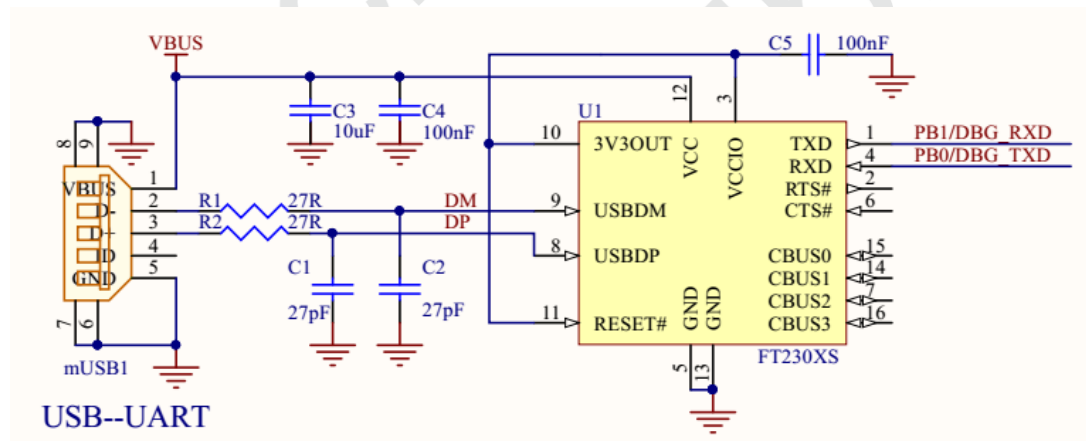 VBUS
C5 100nF
C3
10uF
C4
100nF
U1
12
3
8
9
10
3V3OUT
VCC
VCCIO
TXD
1
PB1/DBG_RXD
RXD
4
PB0/DBG_TXD
RTS#
2
CTS#
6
VBUS
1
D-
2
R1
27R
DM
9
USBDM
D+
3
R2
27R
DP
8
USBDP
ID
4
GND
5
C1
27pF
C2
27pF
CBUS0
15
CBUS1
14
CBUS2
7
CBUS3
16
11
RESET#
GND
GND
5
13
FT230XS
7
6
mUSB1
USB--UART